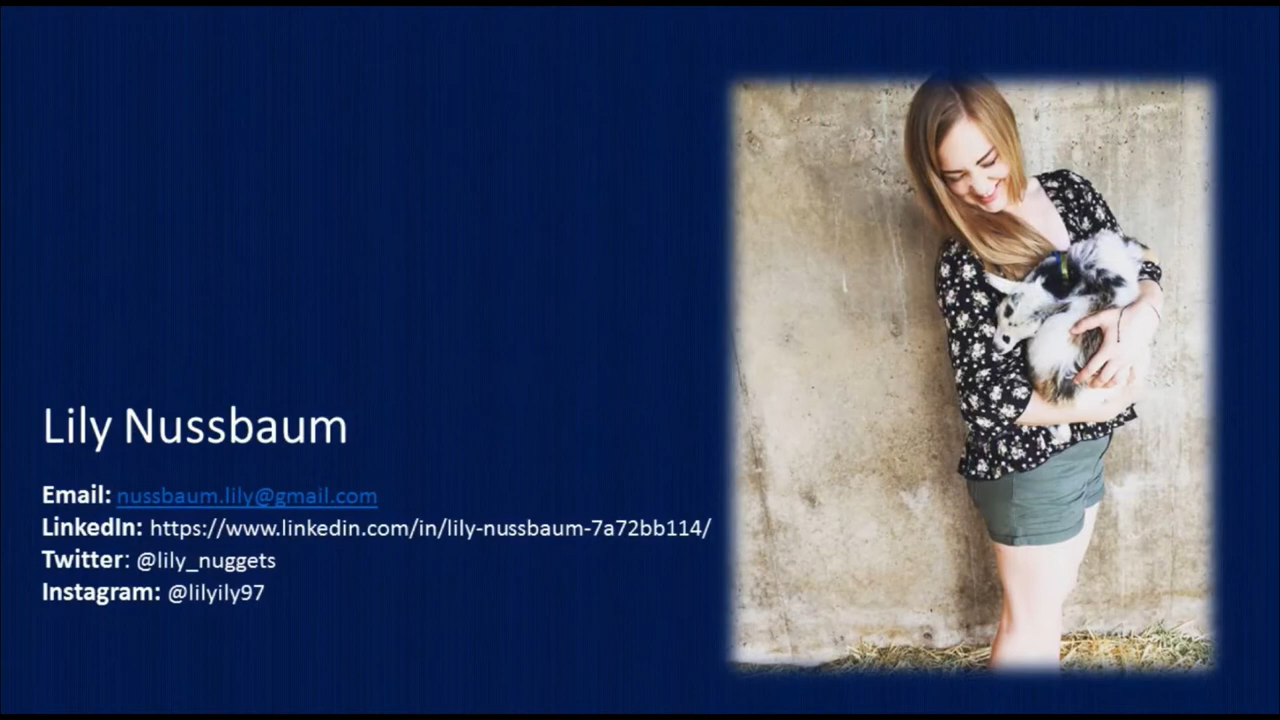 Lily Nussbaum
Email: nussbaum.lily@gmail.com
LinkedIn: https://www.linkedin.com/in/lily-nussbaum-7a72bb114/
Twitter: @lily_nuggets
Instagram: @lilyily97